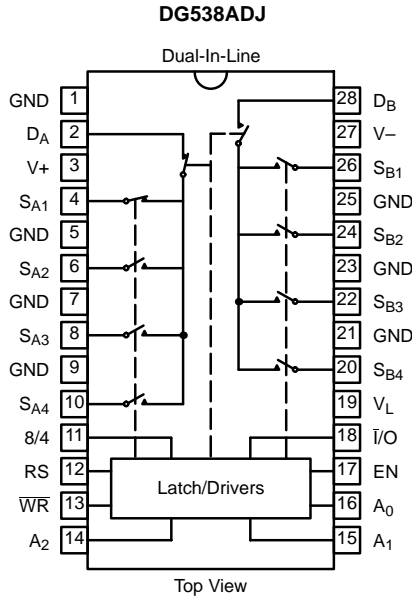 DG538ADJ
Dual-In-Line
GND 1
28 D_B
D_A 2
27 V–
V+ 3
26 S_B1
S_A1 4
25 GND
GND 5
24 S_B2
S_A2 6
23 GND
GND 7
22 S_B3
S_A3 8
21 GND
GND 9
20 S_B4
S_A4 10
19 V_L
8/4 11
18 I̅/O
RS 12
17 EN
Latch/Drivers
W̅R̅ 13
16 A_0
A_2 14
15 A_1
Top View